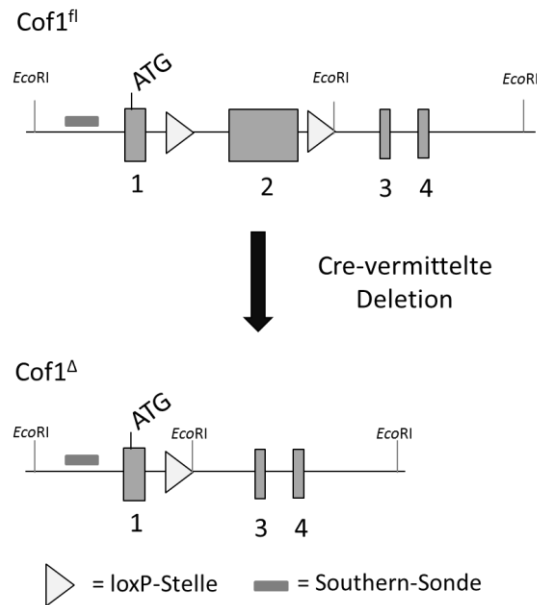 Cof1fl
EcoRI ATG EcoRI EcoRI
1 2 3 4
Cre-vermittelte
Deletion
Cof1Δ
EcoRI ATG EcoRI EcoRI
1 3 4
= loxP-Stelle = Southern-Sonde